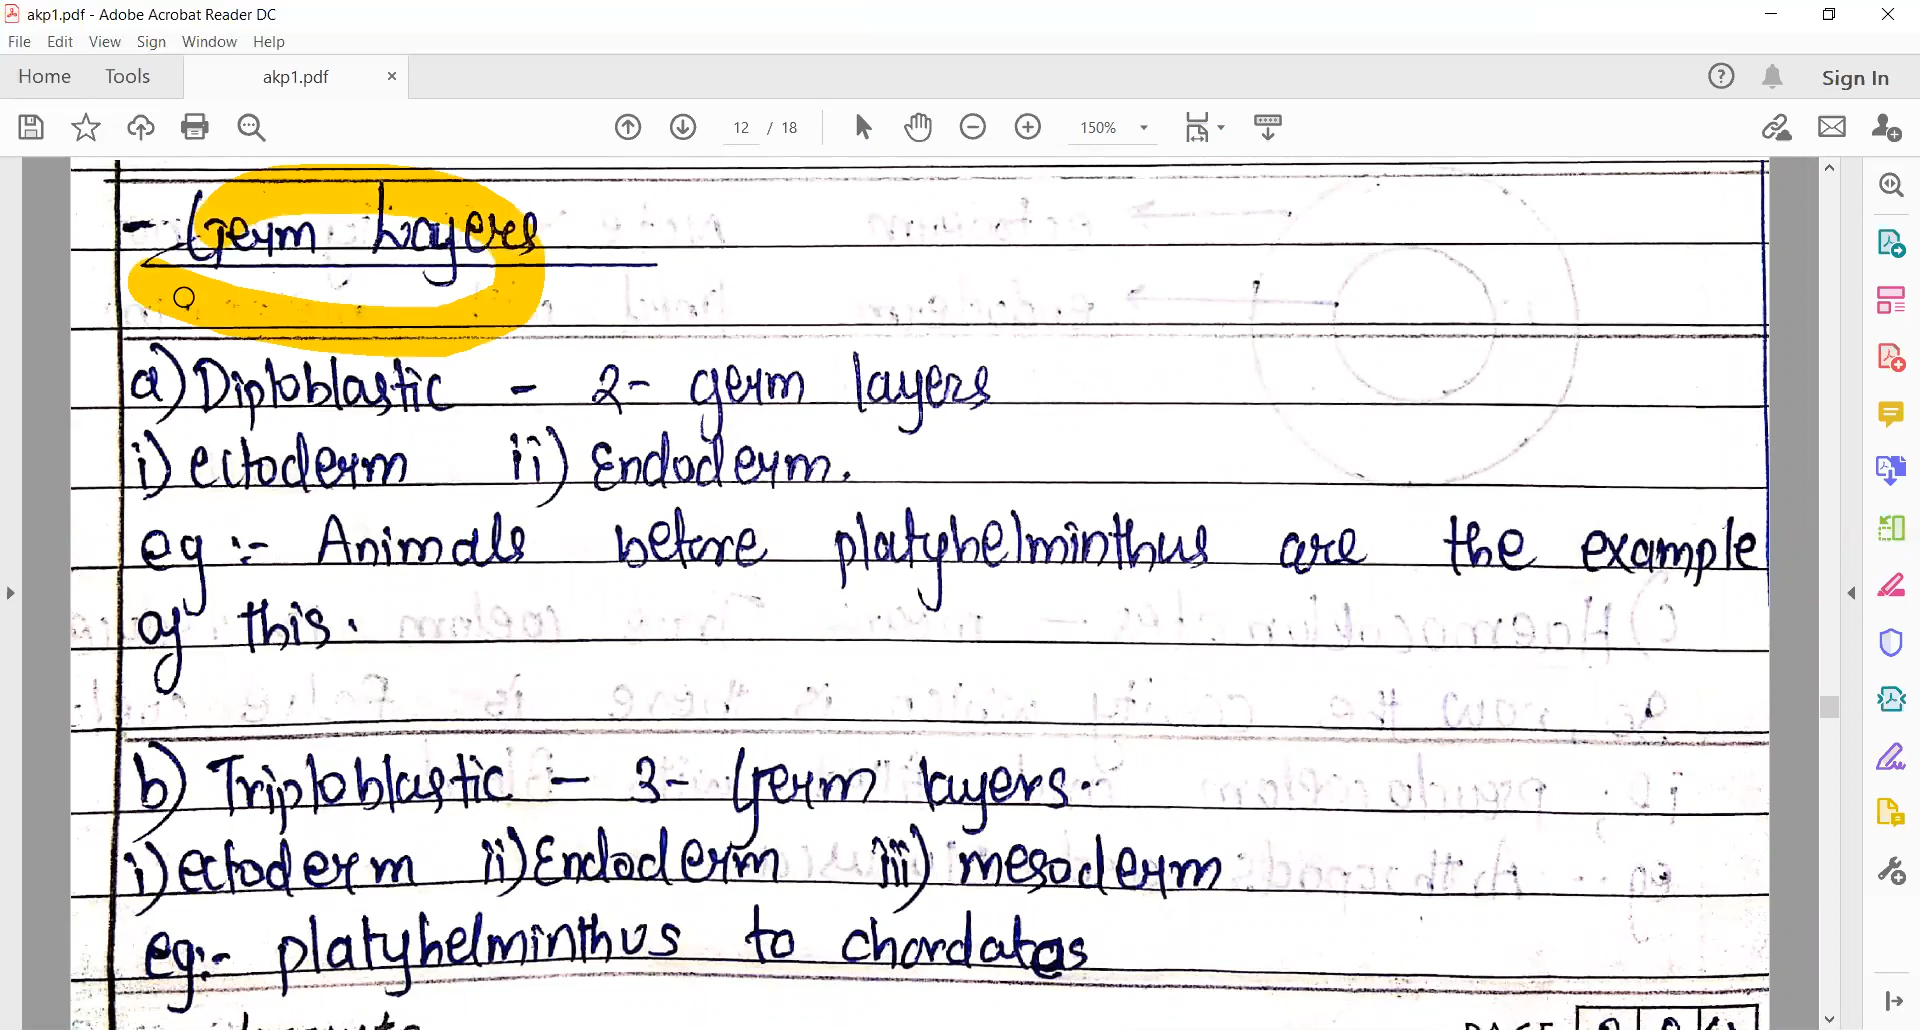 akp1.pdf - Adobe Acrobat Reader DC
File Edit View Sign Window Help
Home Tools akp1.pdf × Sign In
12 / 18 150%
- Germ Layers
a) Diploblastic - 2- germ layers
i) ectoderm ii) Endoderm.
eg :- Animals before platyhelminthus are the example
of this.
b) Triploblastic - 3- Germ layers.
i) ectoderm ii) Endoderm iii) mesoderm
eg:- platyhelminthus to chordates